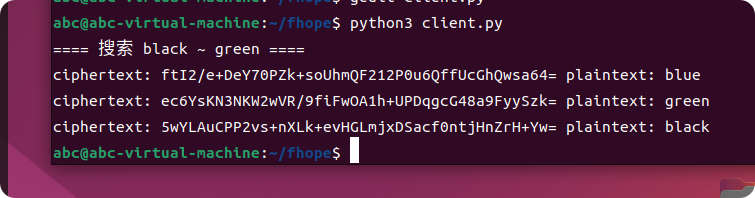 abc@abc-virtual-machine:~/fhope$ python3 client.py
==== 搜索 black ~ green ====
ciphertext: ftI2/e+DeY70PZk+soUhmQF212P0u6QffUcGhQwsa64= plaintext: blue
ciphertext: ec6YsKN3NKW2wVR/9fiFwOA1h+UPDqgcG48a9FyySzk= plaintext: green
ciphertext: 5wYLAuCPP2vs+nXLk+evHGLmjxDSacf0ntjHnZrH+Yw= plaintext: black
abc@abc-virtual-machine:~/fhope$